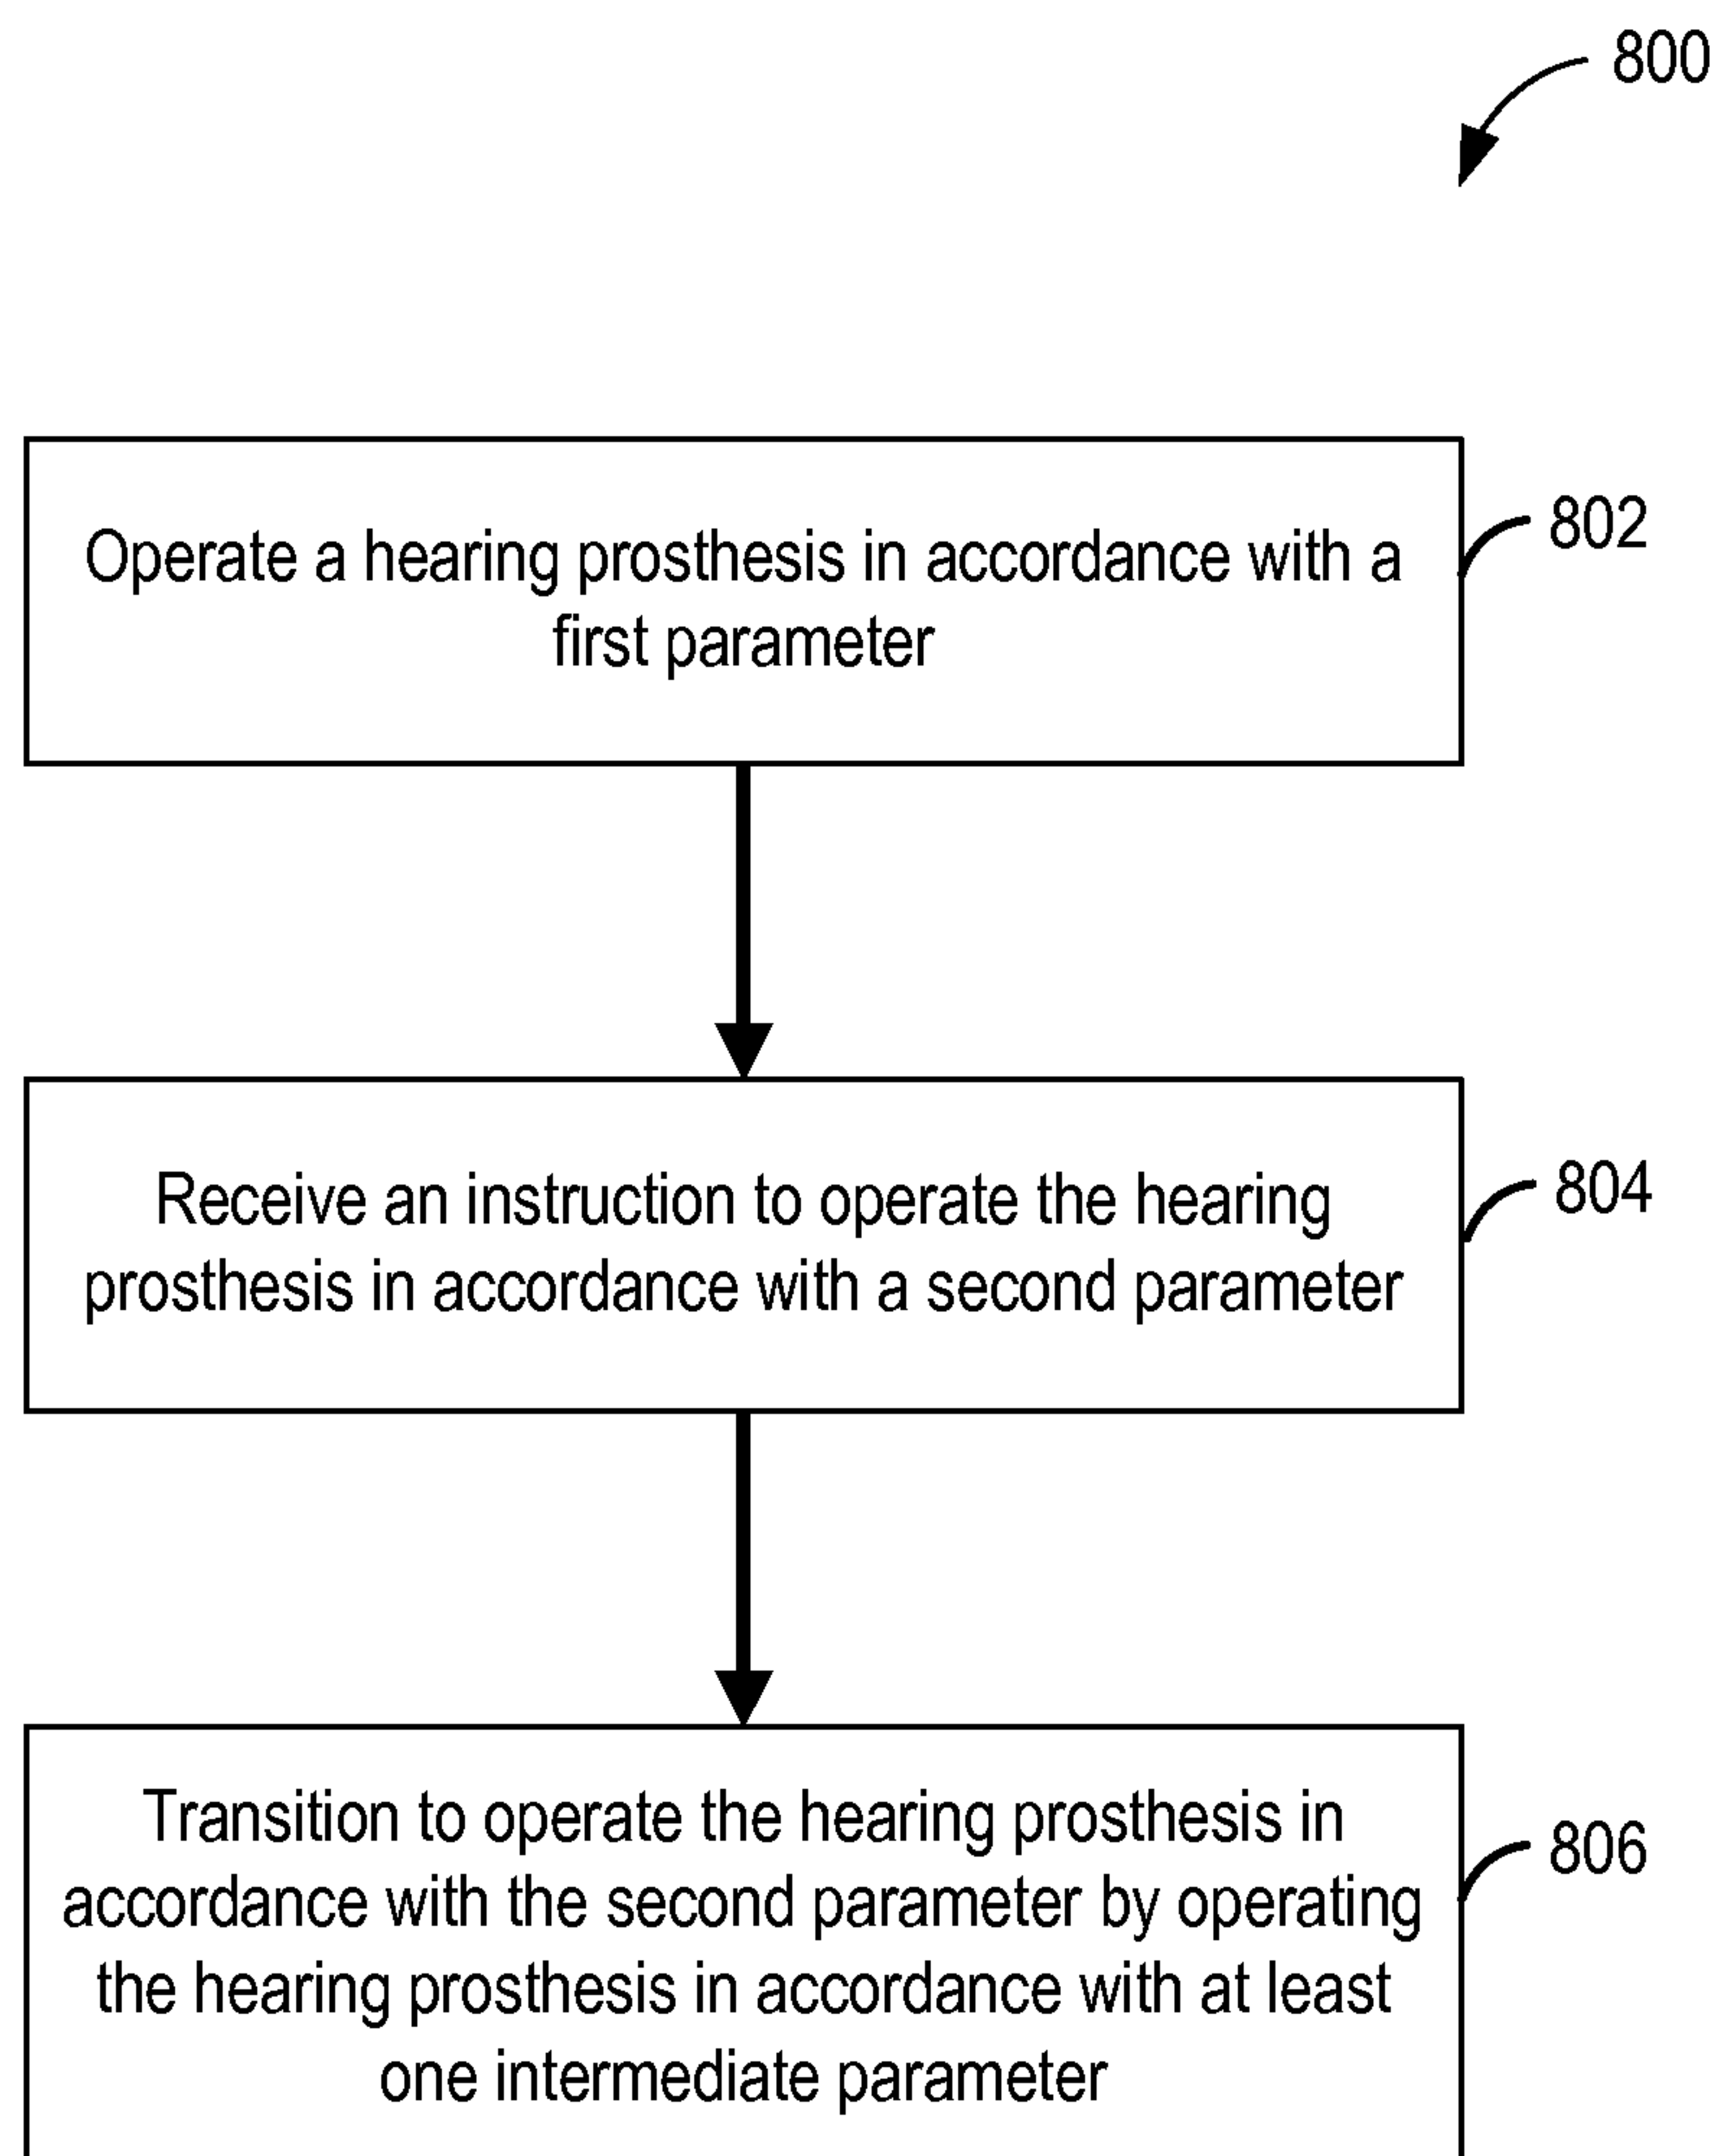 800
Operate a hearing prosthesis in accordance with a
first parameter
802
Receive an instruction to operate the hearing
prosthesis in accordance with a second parameter
804
Transition to operate the hearing prosthesis in
accordance with the second parameter by operating
the hearing prosthesis in accordance with at least
one intermediate parameter
806